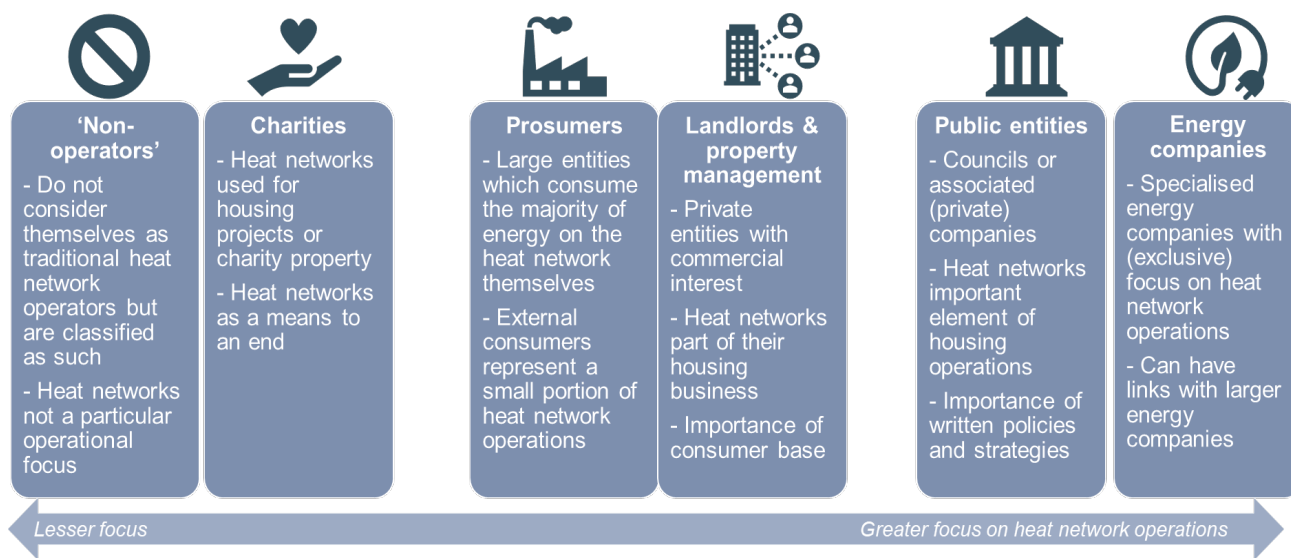 ‘Non-
operators’
- Do not
consider
themselves as
traditional heat
network
operators but
are classified
as such
- Heat networks
not a particular
operational
focus
Charities
- Heat networks
used for
housing
projects or
charity property
- Heat networks
as a means to
an end
Prosumers
- Large entities
which consume
the majority of
energy on the
heat network
themselves
- External
consumers
represent a
small portion of
heat network
operations
Landlords &
property
management
- Private
entities with
commercial
interest
- Heat networks
part of their
housing
business
- Importance of
consumer base
Public entities
- Councils or
associated
(private)
companies
- Heat networks
important
element of
housing
operations
- Importance of
written policies
and strategies
Energy
companies
- Specialised
energy
companies with
(exclusive)
focus on heat
network
operations
- Can have
links with larger
energy
companies
Lesser focus
Greater focus on heat network operations